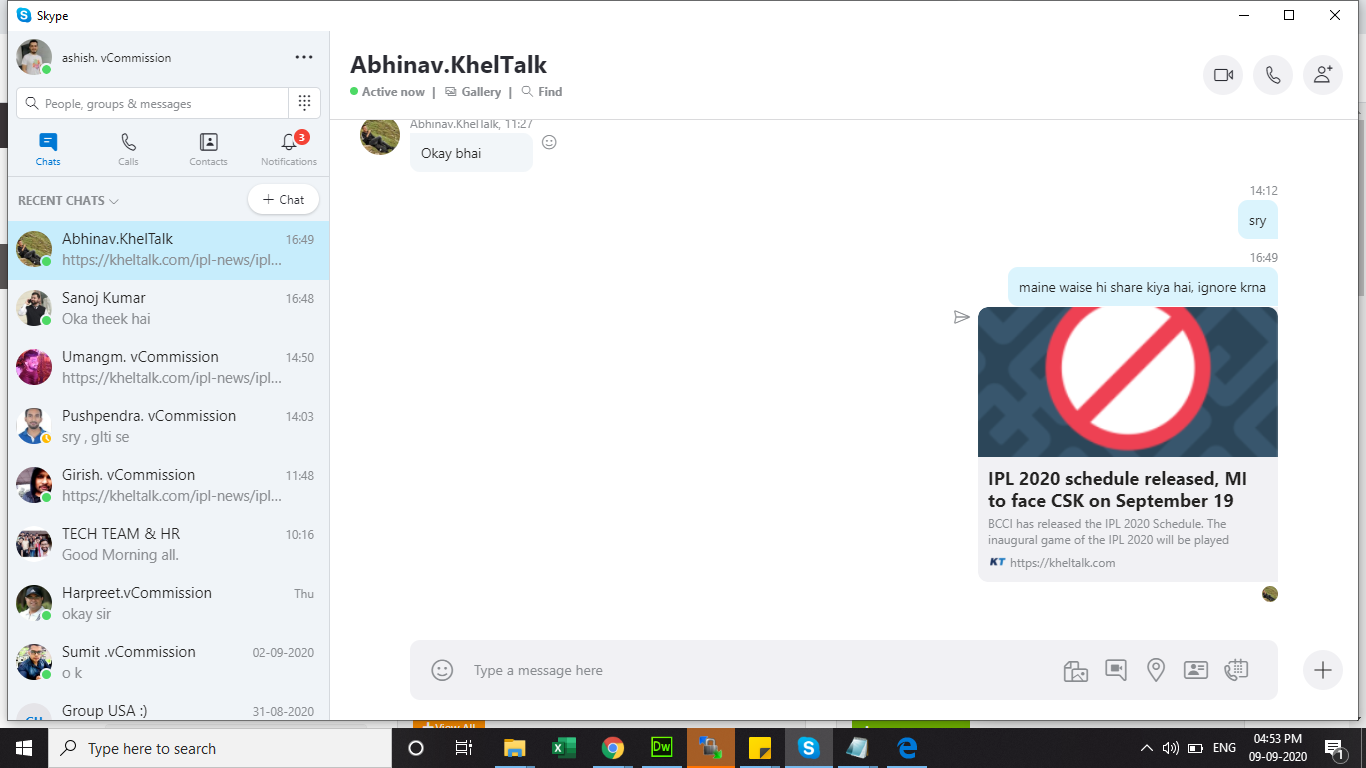 Skype
ashish. vCommission
People, groups & messages
Chats
Calls
Contacts
3
Notifications
RECENT CHATS
Chat
Abhinav.KhelTalk
16:49
https://kheltalk.com/ipl-news/ipl...
Sanoj Kumar
16:48
Oka theek hai
Umangm. vCommission
14:50
https://kheltalk.com/ipl-news/ipl...
Pushpendra. vCommission
14:03
sry , glti se
Girish. vCommission
11:48
https://kheltalk.com/ipl-news/ipl...
TECH TEAM & HR
10:16
Good Morning all.
Harpreet.vCommission
Thu
okay sir
Sumit .vCommission
02-09-2020
o k
Group USA :)
31-08-2020
Abhinav.KhelTalk
Active now | Gallery | Find
Abhinav.KhelTalk, 11:27
Okay bhai
14:12
sry
16:49
maine waise hi share kiya hai, ignore krna
IPL 2020 schedule released, MI
to face CSK on September 19
BCCI has released the IPL 2020 Schedule. The
inaugural game of the IPL 2020 will be played
KT https://kheltalk.com
Type a message here
View All
Type here to search
Dw
ENG
04:53 PM
09-09-2020
1